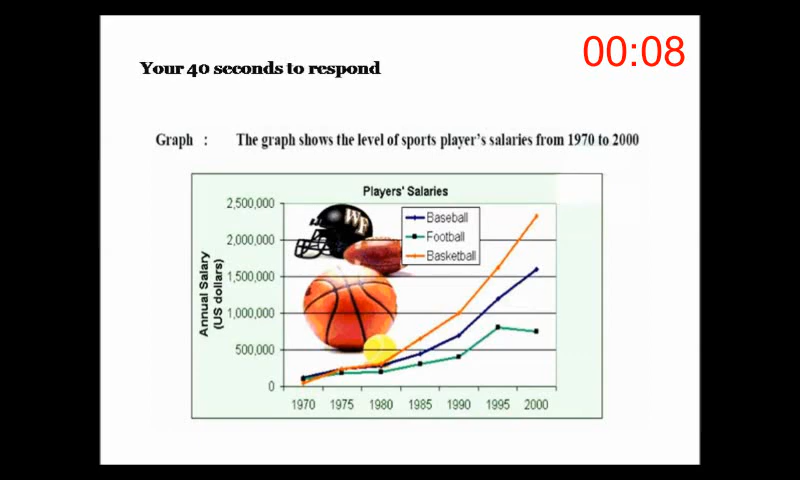 00:08
Your 40 seconds to respond
Graph : The graph shows the level of sports player's salaries from 1970 to 2000
Players' Salaries
2,500,000
2,000,000
1,500,000
1,000,000
500,000
0
Annual Salary
(US dollars)
WF
Baseball
Football
Basketball
1970 1975 1980 1985 1990 1995 2000